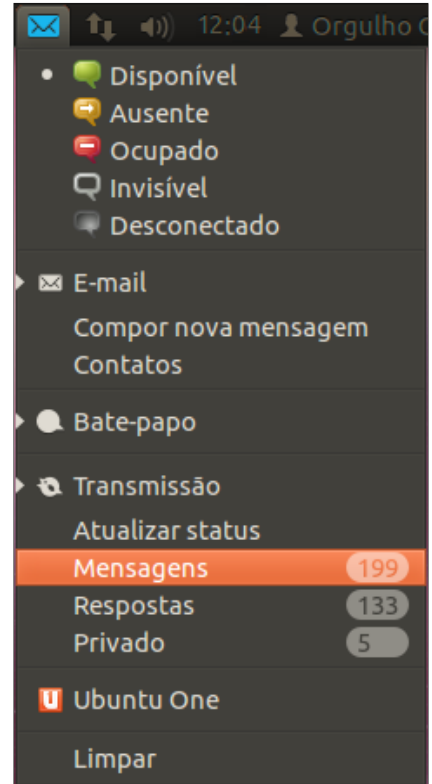 12:04 Orgulho
Disponível
Ausente
Ocupado
Invisível
Desconectado
E-mail
Compor nova mensagem
Contatos
Bate-papo
Transmissão
Atualizar status
Mensagens 199
Respostas 133
Privado 5
Ubuntu One
Limpar